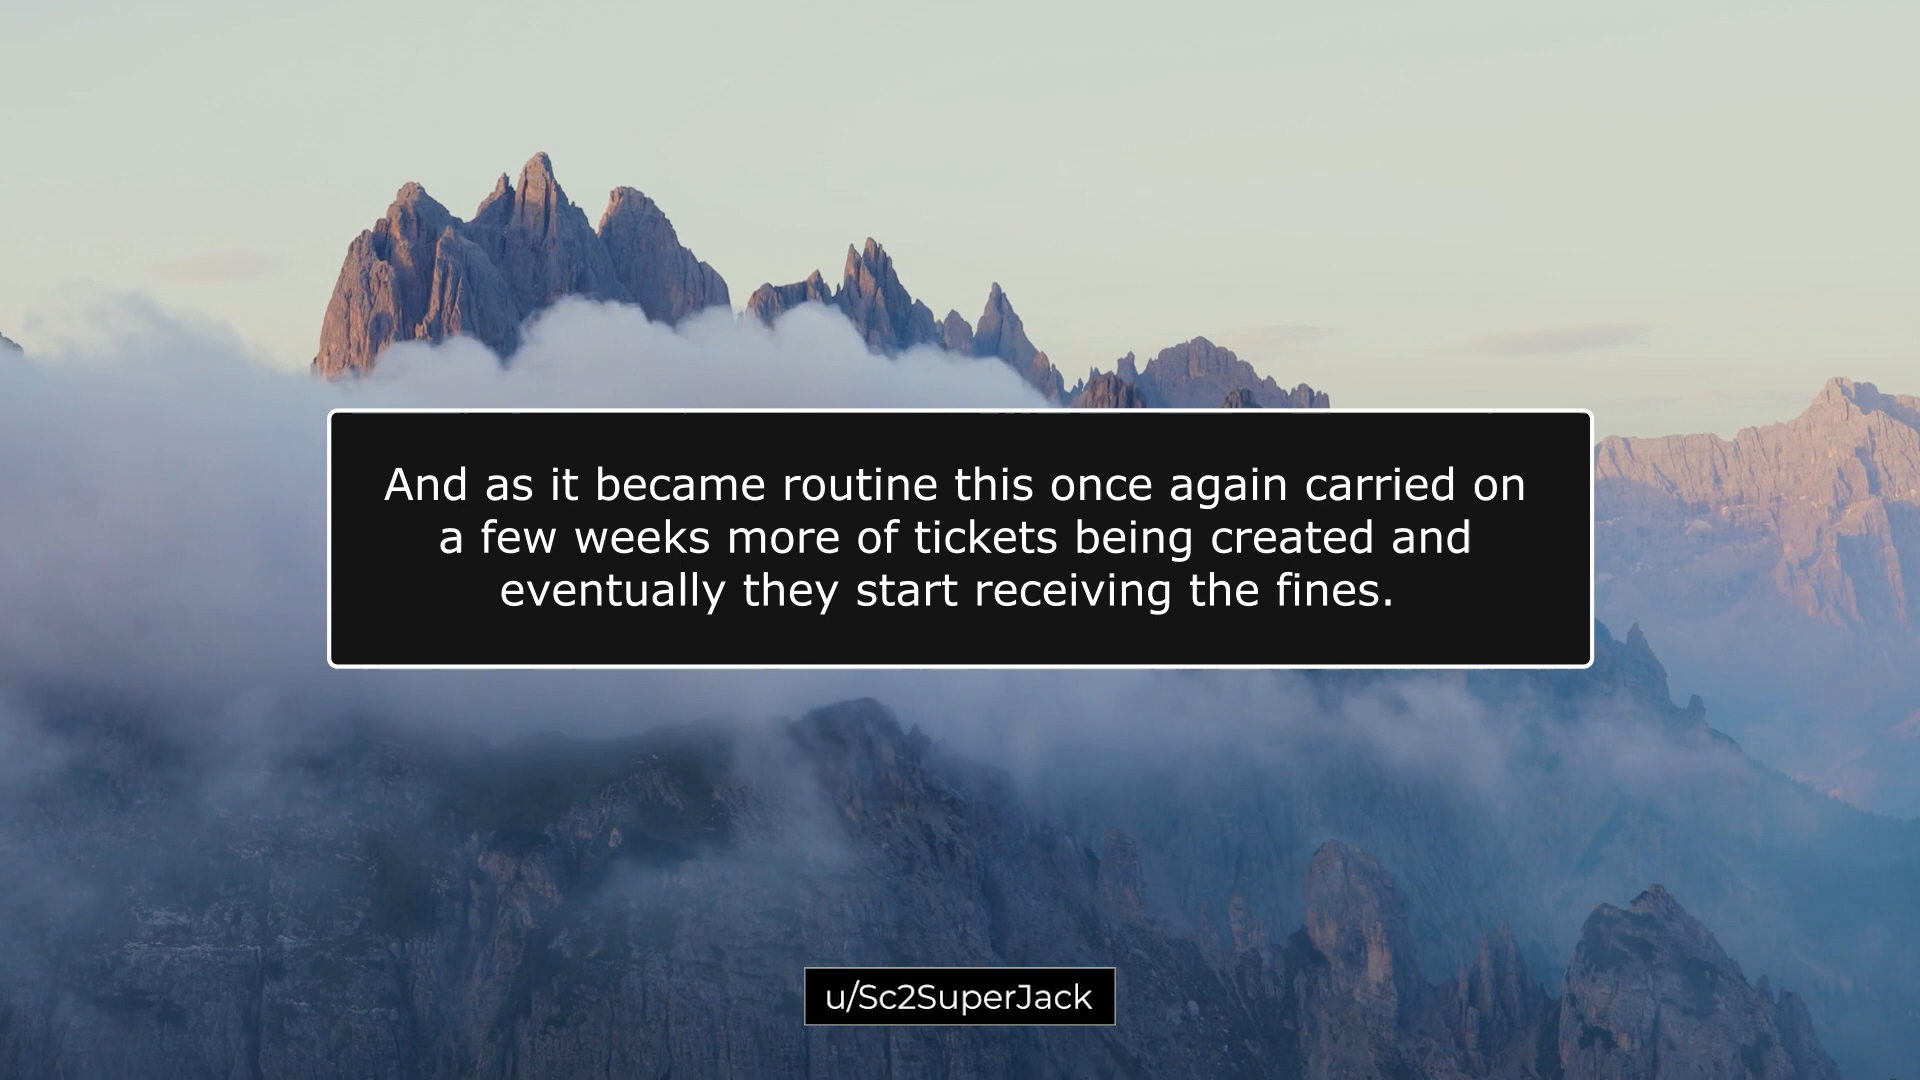 And as it became routine this once again carried on
a few weeks more of tickets being created and
eventually they start receiving the fines.
u/Sc2SuperJack